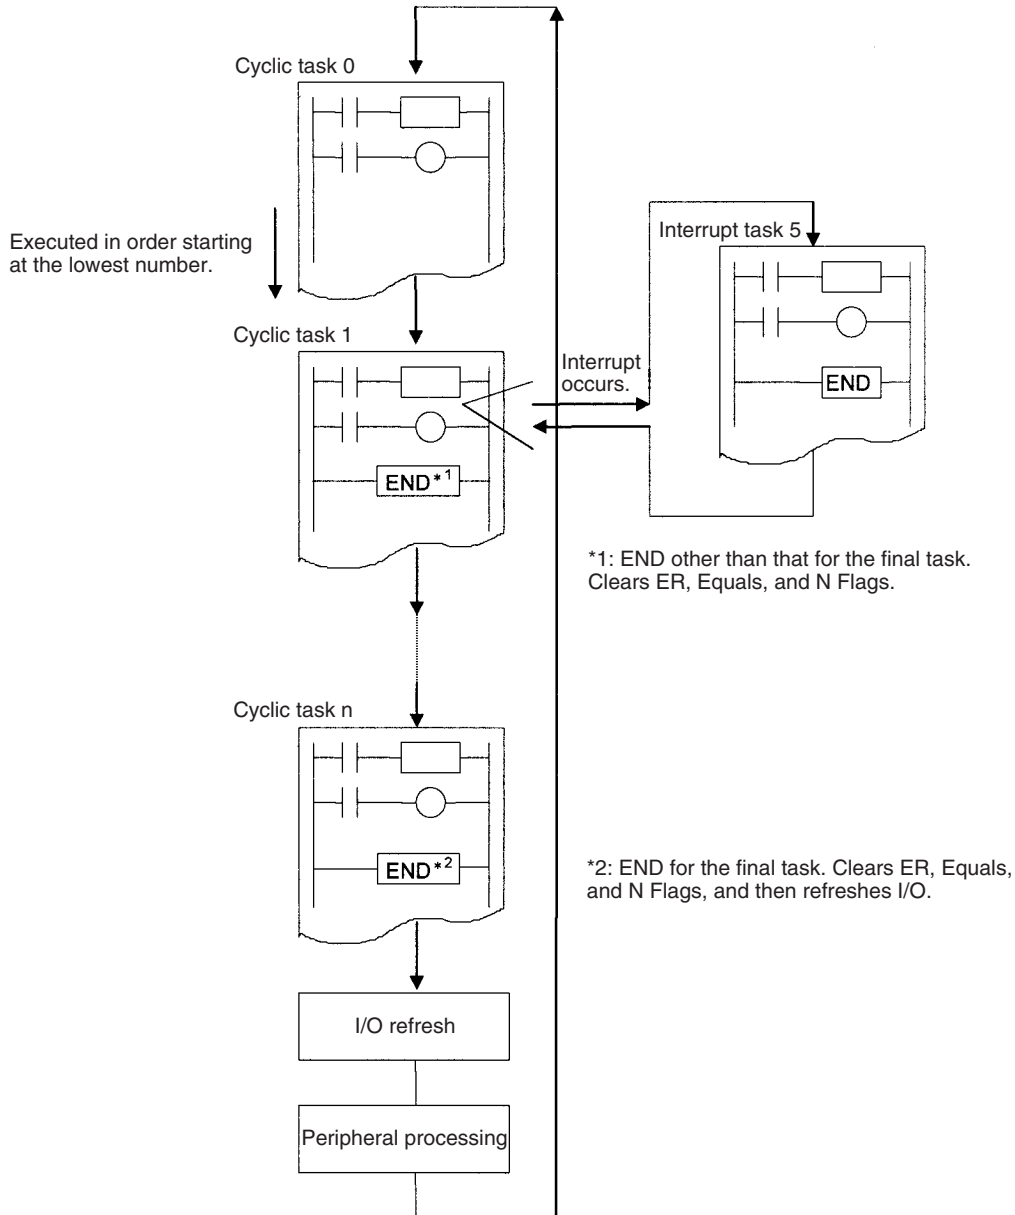 Cyclic task 0
Executed in order starting
at the lowest number.
Interrupt task 5
Cyclic task 1
Interrupt
occurs.
END
END*1
*1: END other than that for the final task.
Clears ER, Equals, and N Flags.
Cyclic task n
END*2
*2: END for the final task. Clears ER, Equals,
and N Flags, and then refreshes I/O.
I/O refresh
Peripheral processing